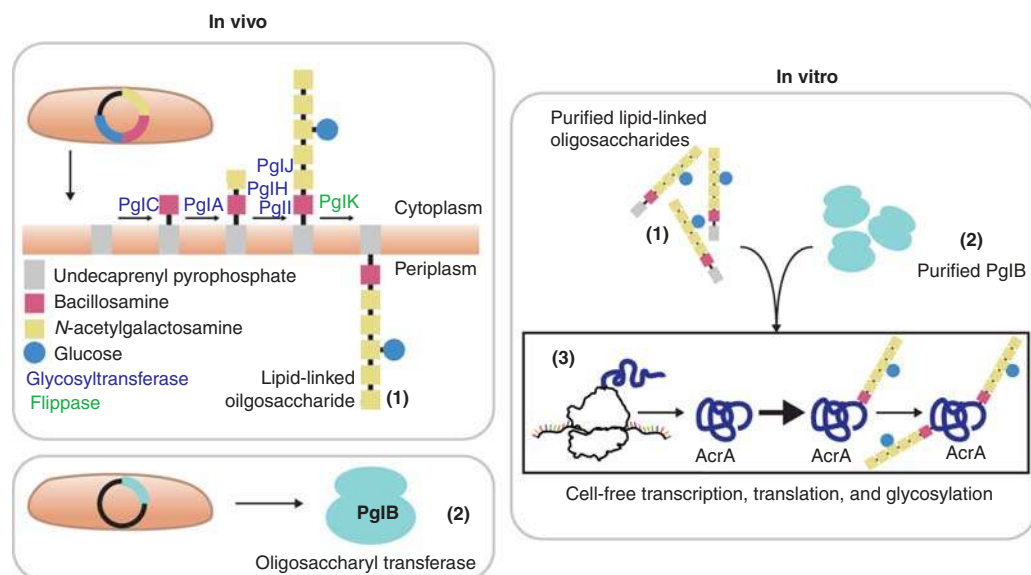 In vivo
PglC
PglA
PglJ
PglH
PglI
PglK
Cytoplasm
Periplasm
Undecaprenyl pyrophosphate
Bacillosamine
N-acetylgalactosamine
Glucose
Glycosyltransferase
Flippase
Lipid-linked
oilgosaccharide
(1)
PglB
(2)
Oligosaccharyl transferase
In vitro
Purified lipid-linked
oligosaccharides
(1)
(2)
Purified PglB
(3)
AcrA
AcrA
AcrA
Cell-free transcription, translation, and glycosylation